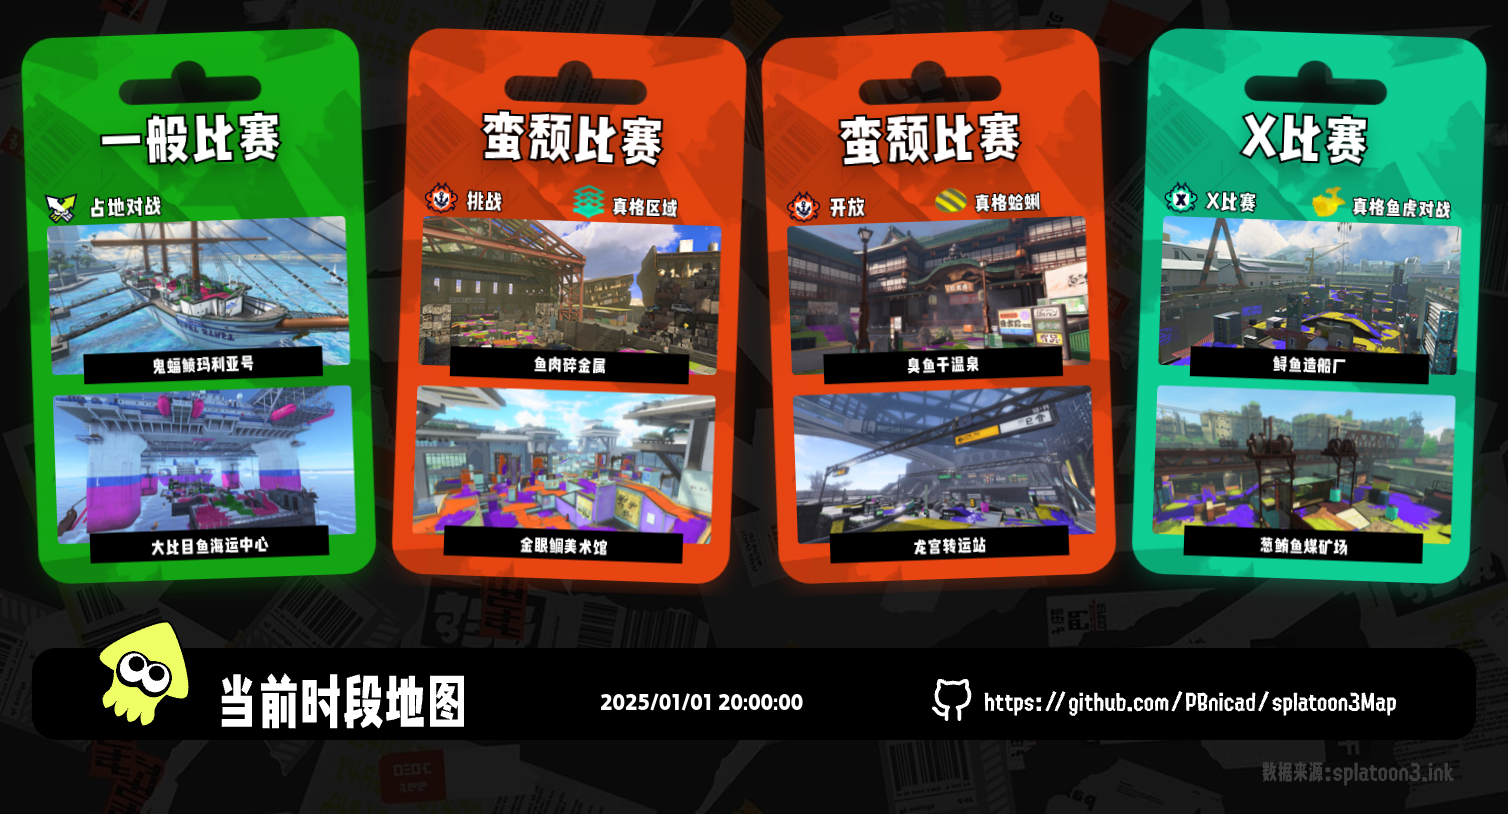 一般比赛
占地对战
鬼蝠鲼玛利亚号
大比目鱼海运中心
蛮颓比赛
挑战
真格区域
鱼肉碎金属
金眼鲷美术馆
蛮颓比赛
开放
真格蛤蜊
臭鱼干温泉
龙宫转运站
X比赛
X比赛
真格鱼虎对战
鲟鱼造船厂
葱鲔鱼煤矿场
当前时段地图
2025/01/01 20:00:00
https://github.com/PBnicad/splatoon3Map
数据来源:splatoon3.ink